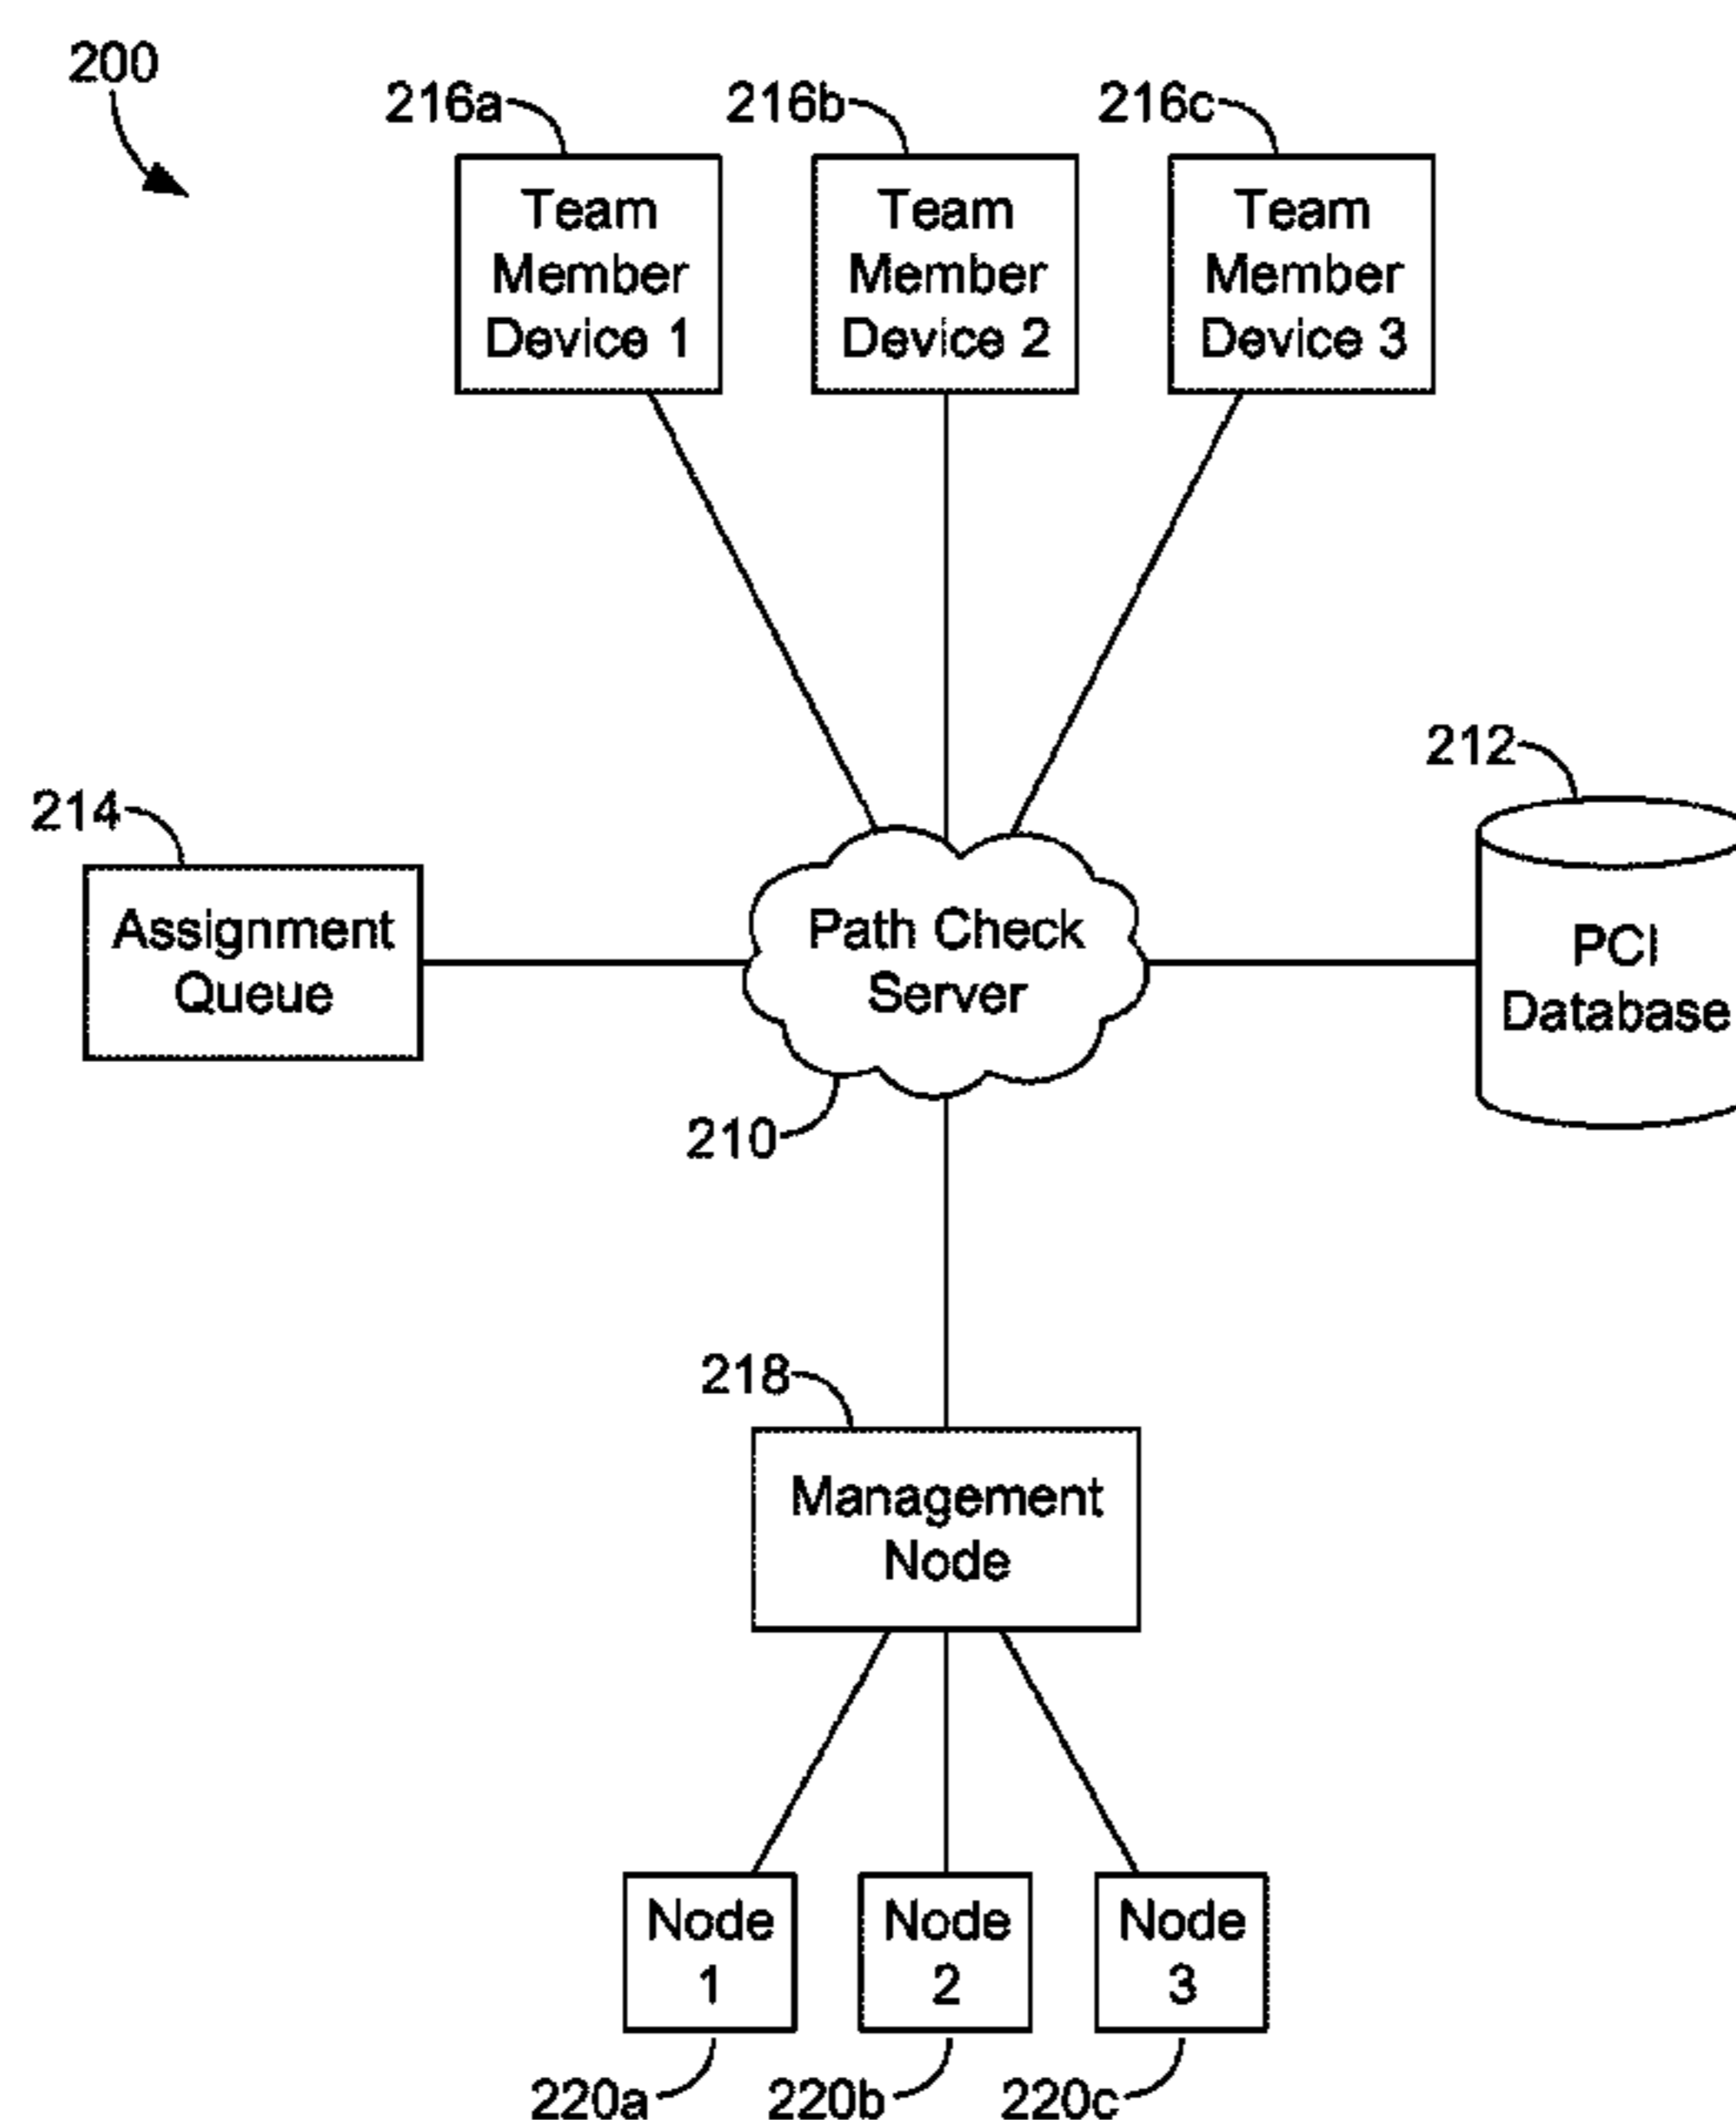 200
216a
216b
216c
Team
Member
Device 1
Team
Member
Device 2
Team
Member
Device 3
212
214
Assignment
Queue
Path Check
Server
PCI
Database
210
218
Management
Node
Node
1
Node
2
Node
3
220a
220b
220c